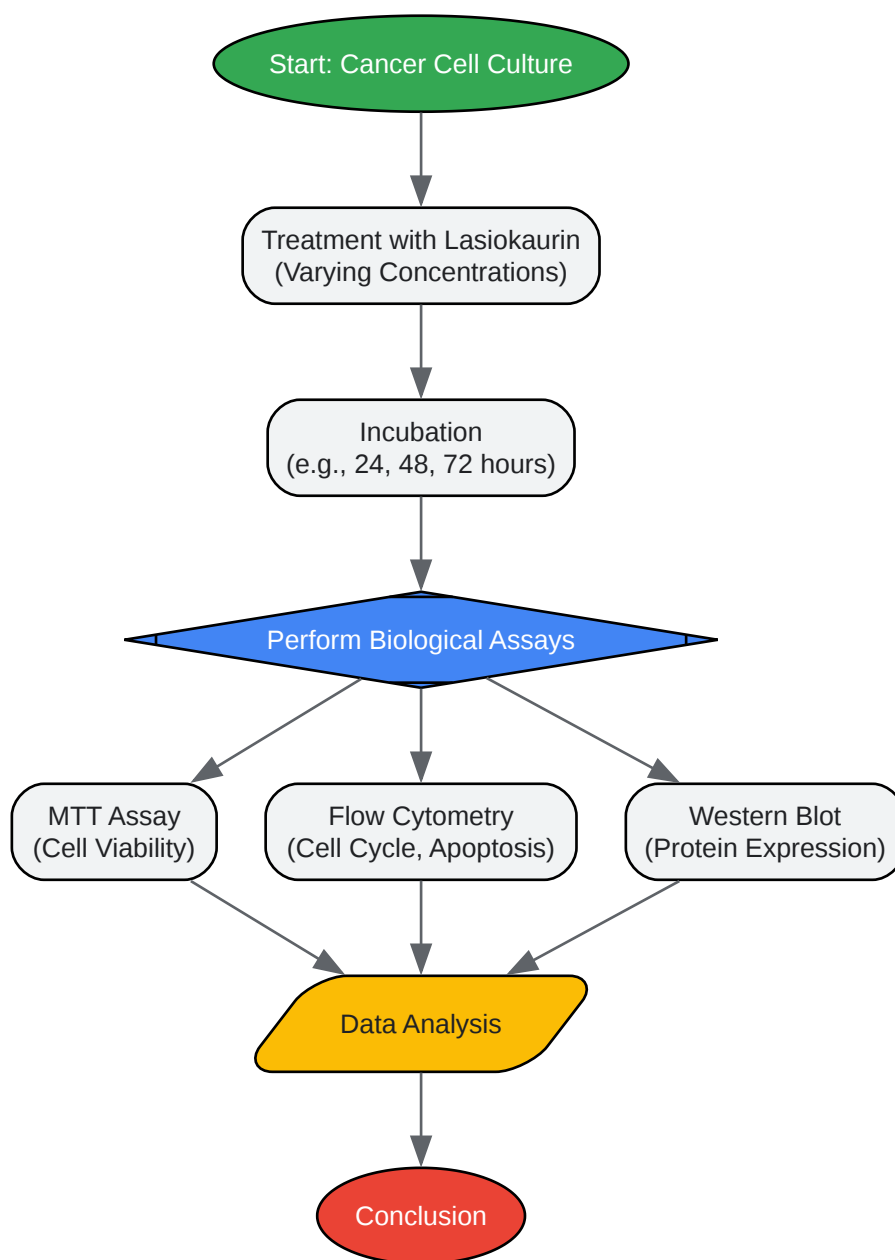 Start: Cancer Cell Culture
Treatment with Lasiokaurin
(Varying Concentrations)
Incubation
(e.g., 24, 48, 72 hours)
Perform Biological Assays
MTT Assay
(Cell Viability)
Flow Cytometry
(Cell Cycle, Apoptosis)
Western Blot
(Protein Expression)
Data Analysis
Conclusion